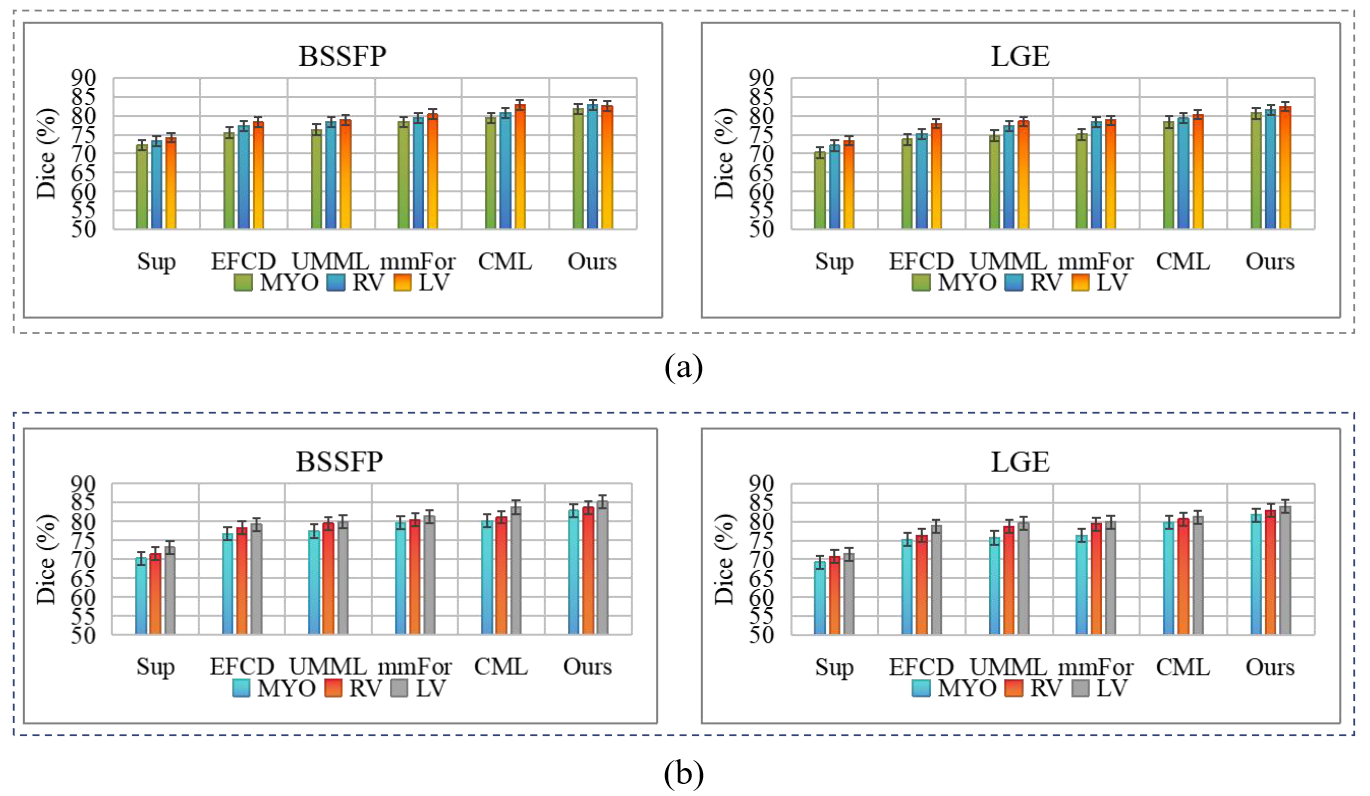 BSSFP
Dice (%)
90
85
80
75
70
65
60
55
50
Sup EFCD UMML mmFor CML Ours
MYO RV LV
LGE
Dice (%)
90
85
80
75
70
65
60
55
50
Sup EFCD UMML mmFor CML Ours
MYO RV LV
(a)
BSSFP
Dice (%)
90
85
80
75
70
65
60
55
50
Sup EFCD UMML mmFor CML Ours
MYO RV LV
LGE
Dice (%)
90
85
80
75
70
65
60
55
50
Sup EFCD UMML mmFor CML Ours
MYO RV LV
(b)